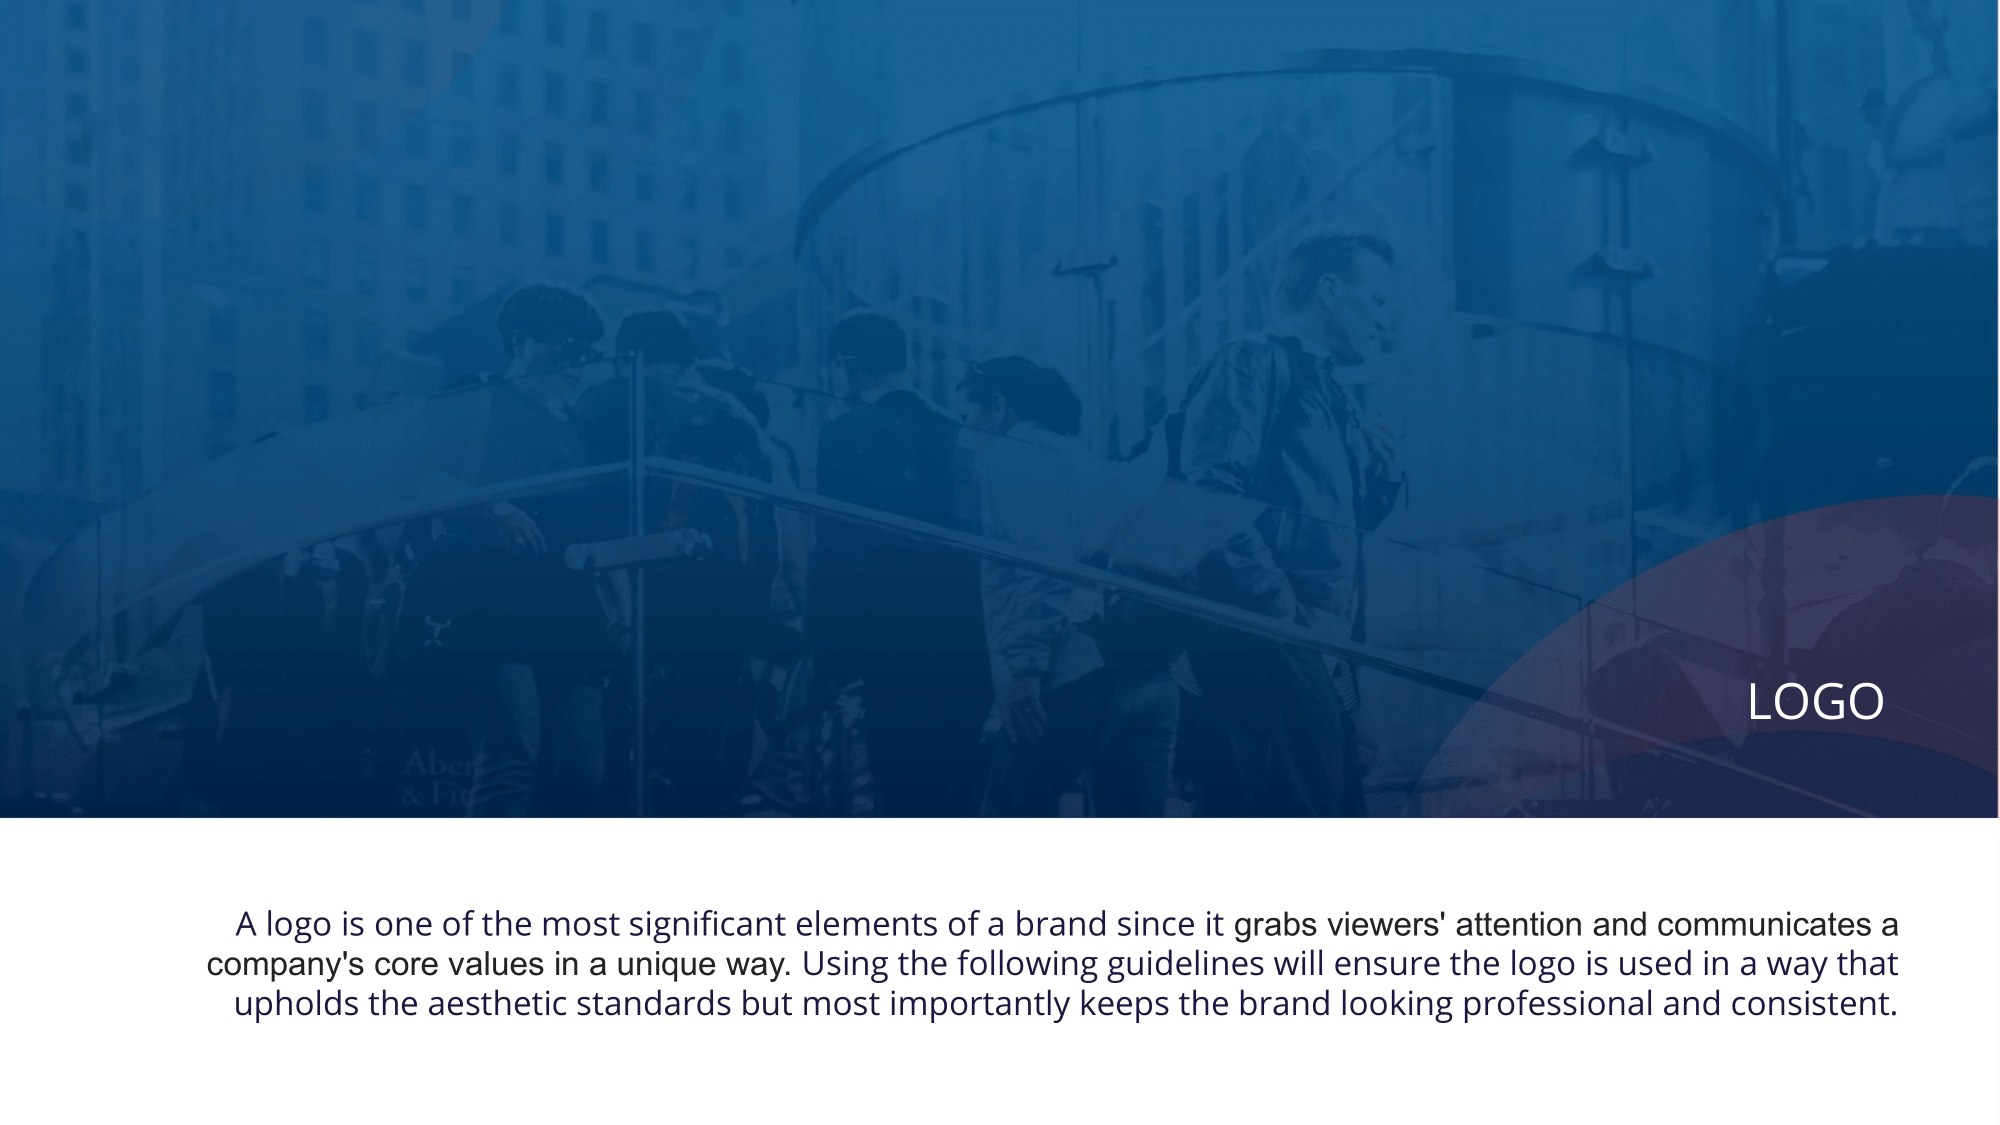 Aber
& Fit
LOGO
A logo is one of the most significant elements of a brand since it grabs viewers' attention and communicates a
company's core values in a unique way. Using the following guidelines will ensure the logo is used in a way that
upholds the aesthetic standards but most importantly keeps the brand looking professional and consistent.